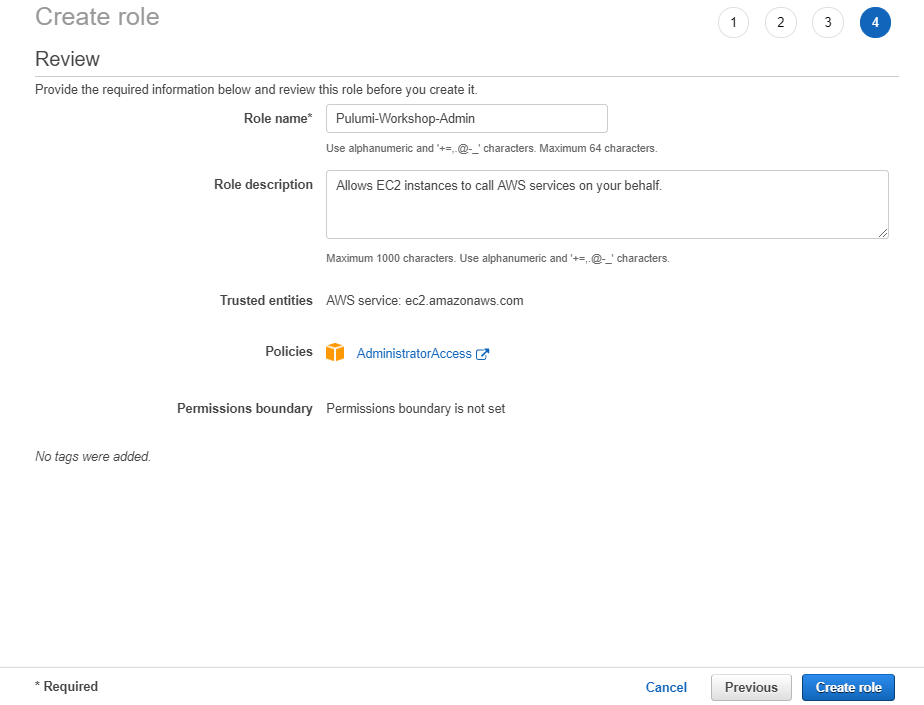 Create role
1 2 3 4
Review
Provide the required information below and review this role before you create it.
Role name* Pulumi-Workshop-Admin
Use alphanumeric and '+=,.@-_' characters. Maximum 64 characters.
Role description Allows EC2 instances to call AWS services on your behalf.
Maximum 1000 characters. Use alphanumeric and '+=,.@-_' characters.
Trusted entities AWS service: ec2.amazonaws.com
Policies AdministratorAccess
Permissions boundary Permissions boundary is not set
No tags were added.
* Required Cancel Previous Create role